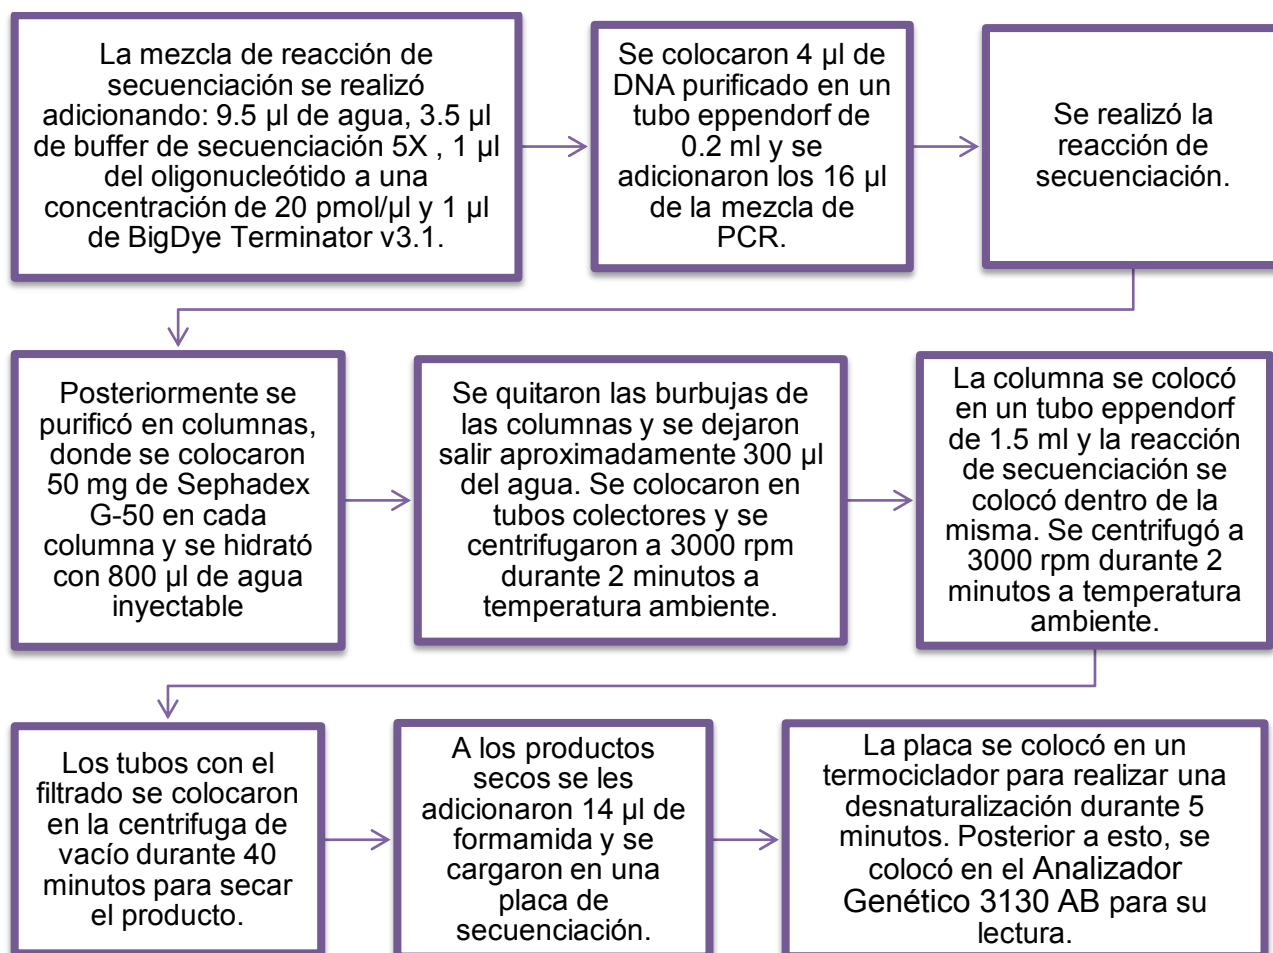 La mezcla de reacción de
secuenciación se realizó
adicionando: 9.5 µl de agua, 3.5 µl
de buffer de secuenciación 5X , 1 µl
del oligonucleótido a una
concentración de 20 pmol/µl y 1 µl
de BigDye Terminator v3.1.
Se colocaron 4 µl de
DNA purificado en un
tubo eppendorf de
0.2 ml y se
adicionaron los 16 µl
de la mezcla de
PCR.
Se realizó la
reacción de
secuenciación.
Posteriormente se
purificó en columnas,
donde se colocaron
50 mg de Sephadex
G-50 en cada
columna y se hidrató
con 800 µl de agua
inyectable
Se quitaron las burbujas de
las columnas y se dejaron
salir aproximadamente 300 µl
del agua. Se colocaron en
tubos colectores y se
centrifugaron a 3000 rpm
durante 2 minutos a
temperatura ambiente.
La columna se colocó
en un tubo eppendorf
de 1.5 ml y la reacción
de secuenciación se
colocó dentro de la
misma. Se centrifugó a
3000 rpm durante 2
minutos a temperatura
ambiente.
Los tubos con el
filtrado se colocaron
en la centrifuga de
vacío durante 40
minutos para secar
el producto.
A los productos
secos se les
adicionaron 14 µl de
formamida y se
cargaron en una
placa de
secuenciación.
La placa se colocó en un
termociclador para realizar una
desnaturalización durante 5
minutos. Posterior a esto, se
colocó en el Analizador
Genético 3130 AB para su
lectura.